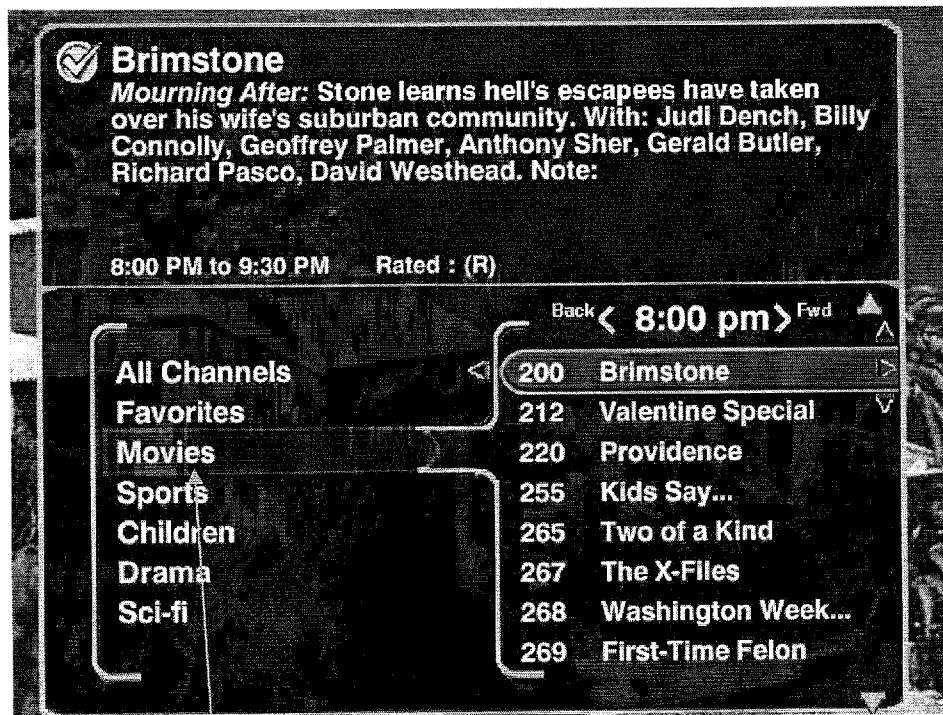 Brimstone
Mourning After: Stone learns hell's escapees have taken
over his wife's suburban community. With: Judi Dench, Billy
Connolly, Geoffrey Palmer, Anthony Sher, Gerald Butler,
Richard Pasco, David Westhead. Note:
8:00 PM to 9:30 PM Rated : (R)
Back 8:00 pm Fwd
All Channels
Favorites
Movies
Sports
Children
Drama
Sci-fi
200 Brimstone
212 Valentine Special
220 Providence
255 Kids Say...
265 Two of a Kind
267 The X-Files
268 Washington Week...
269 First-Time Felon